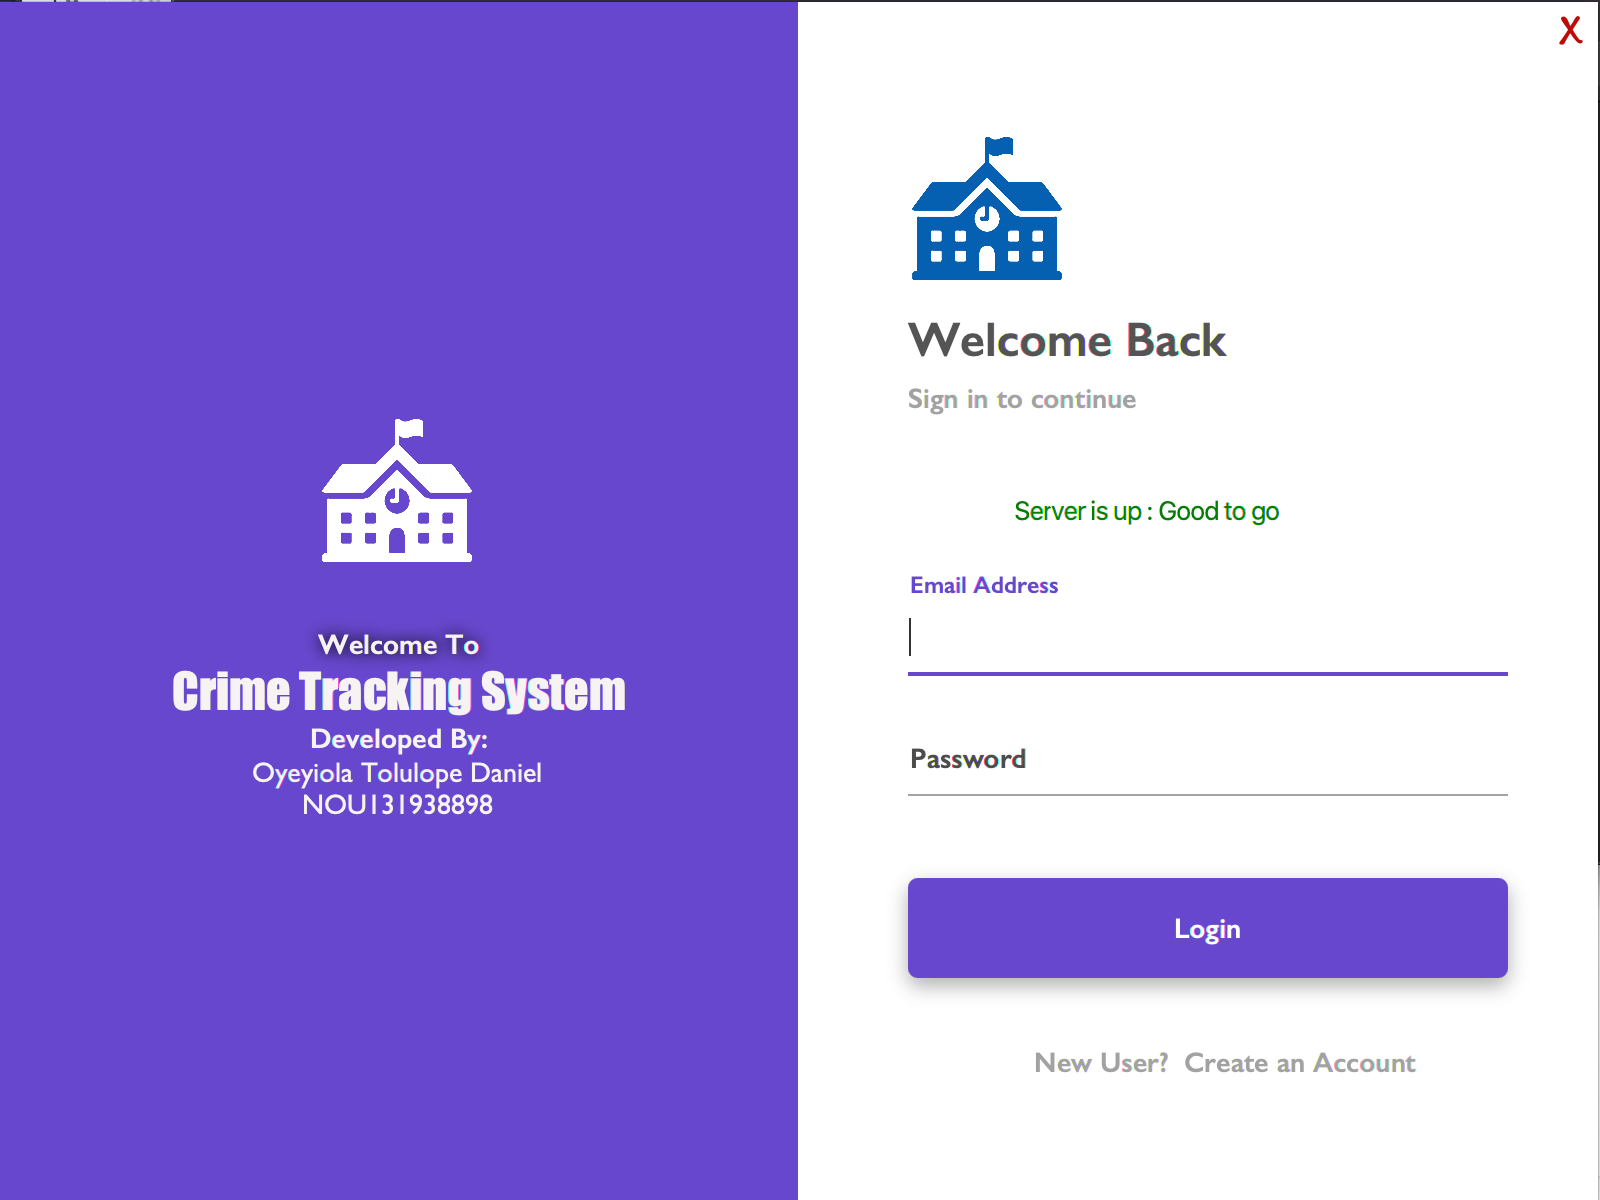 Welcome To
Crime Tracking System
Developed By:
Oyeyiola Tolulope Daniel
NOU131938898
X
Welcome Back
Sign in to continue
Server is up : Good to go
Email Address
Password
Login
New User? Create an Account